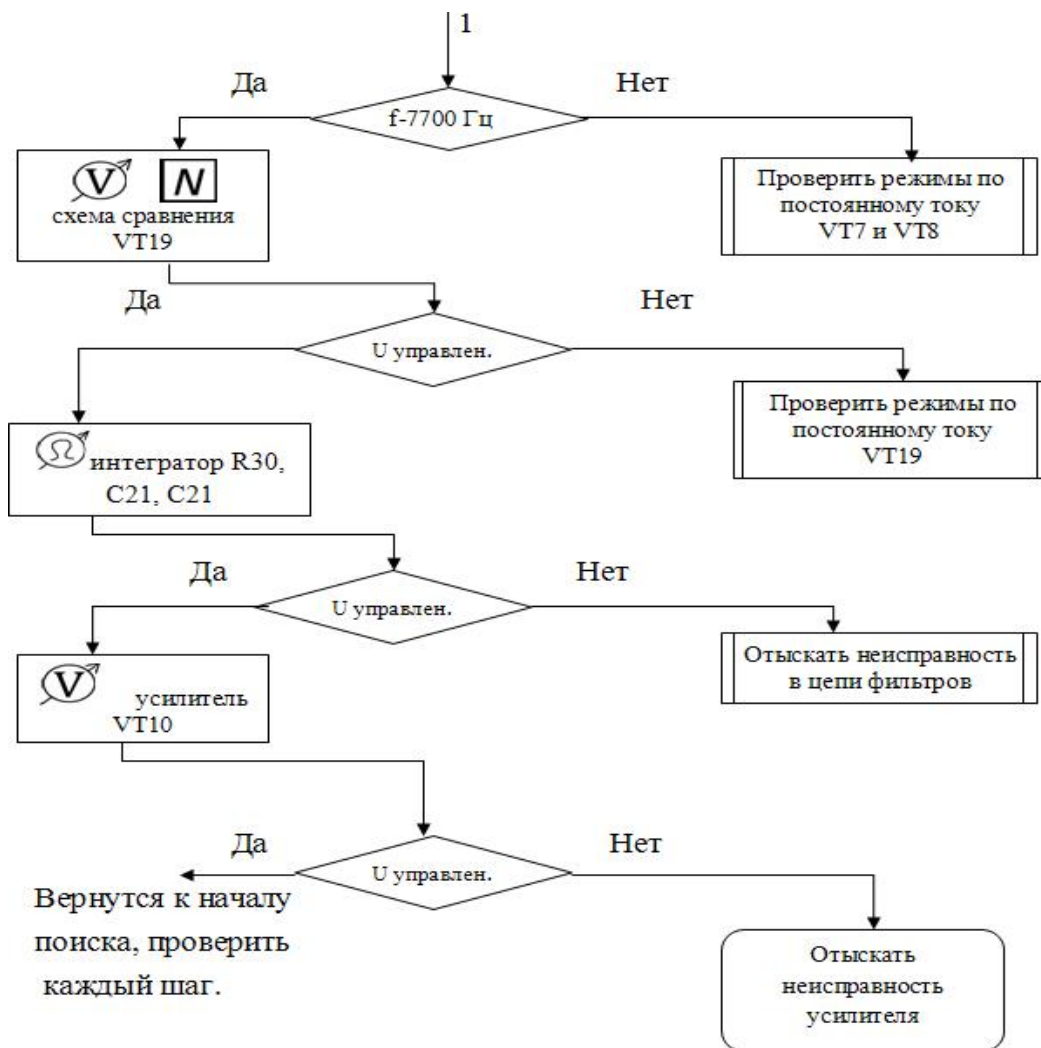 1
Да
Нет
f-7700 Гц
V N
схема сравнения
VT19
Проверить режимы по
постоянному току
VT7 и VT8
Да
Нет
U управлен.
Ω интегратор R30,
C21, C21
Проверить режимы по
постоянному току
VT19
Да
Нет
U управлен.
V усилитель
VT10
Отыскать неисправность
в цепи фильтров
Да
Нет
U управлен.
Вернутся к началу
поиска, проверить
каждый шаг.
Отыскать
неисправность
усилителя